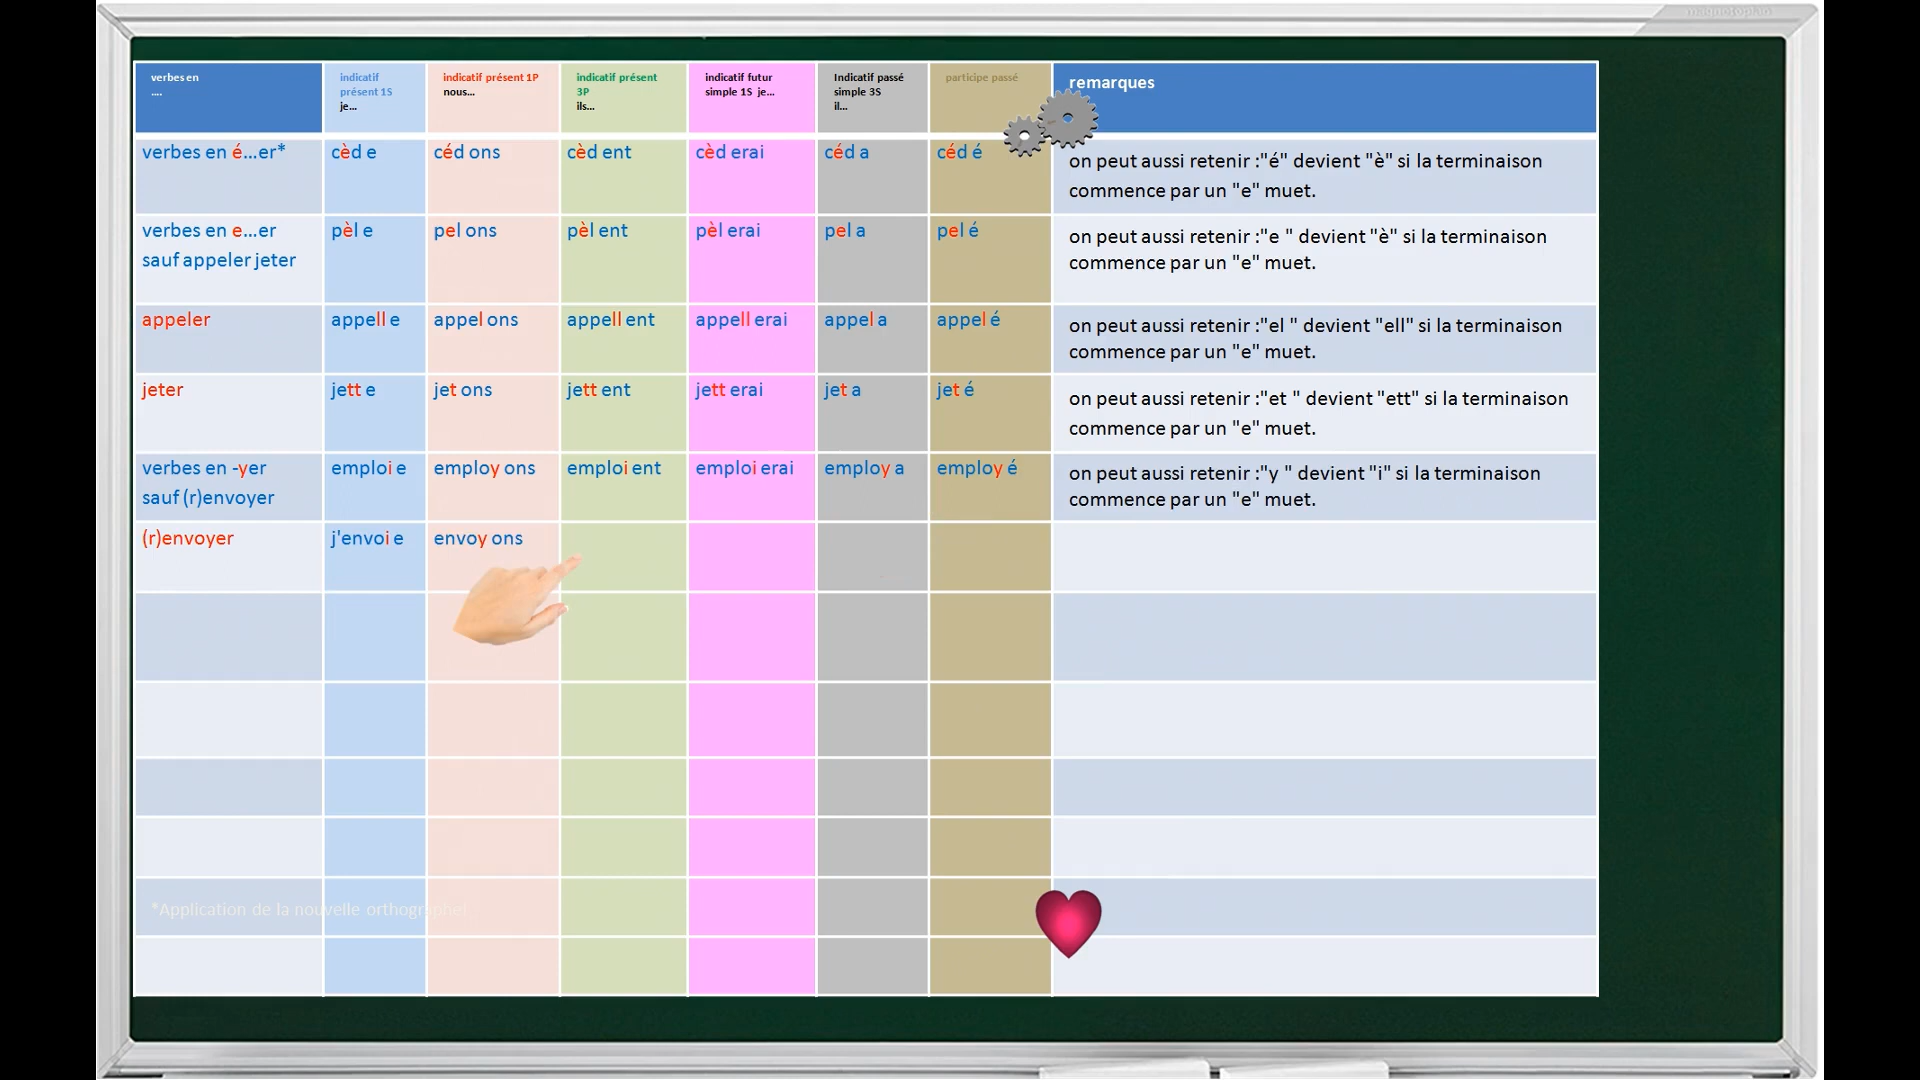 verbes en
....
indicatif
présent 1S
je...
indicatif présent 1P
nous...
indicatif présent
3P
ils...
indicatif futur
simple 1S je...
Indicatif passé
simple 3S
il...
participe passé
remarques
verbes en é...er*
cèd e
céd ons
cèd ent
cèd erai
céd a
céd é
on peut aussi retenir :"é" devient "è" si la terminaison
commence par un "e" muet.
verbes en e...er
sauf appeler jeter
pèl e
pel ons
pèl ent
pèl erai
pel a
pel é
on peut aussi retenir :"e " devient "è" si la terminaison
commence par un "e" muet.
appeler
appell e
appel ons
appell ent
appell erai
appel a
appel é
on peut aussi retenir :"el " devient "ell" si la terminaison
commence par un "e" muet.
jeter
jett e
jet ons
jett ent
jett erai
jet a
jet é
on peut aussi retenir :"et " devient "ett" si la terminaison
commence par un "e" muet.
verbes en -yer
sauf (r)envoyer
emploi e
employ ons
emploi ent
emploi erai
employ a
employ é
on peut aussi retenir :"y " devient "i" si la terminaison
commence par un "e" muet.
(r)envoyer
j'envoi e
envoy ons
*Application de la nouvelle orthographe!